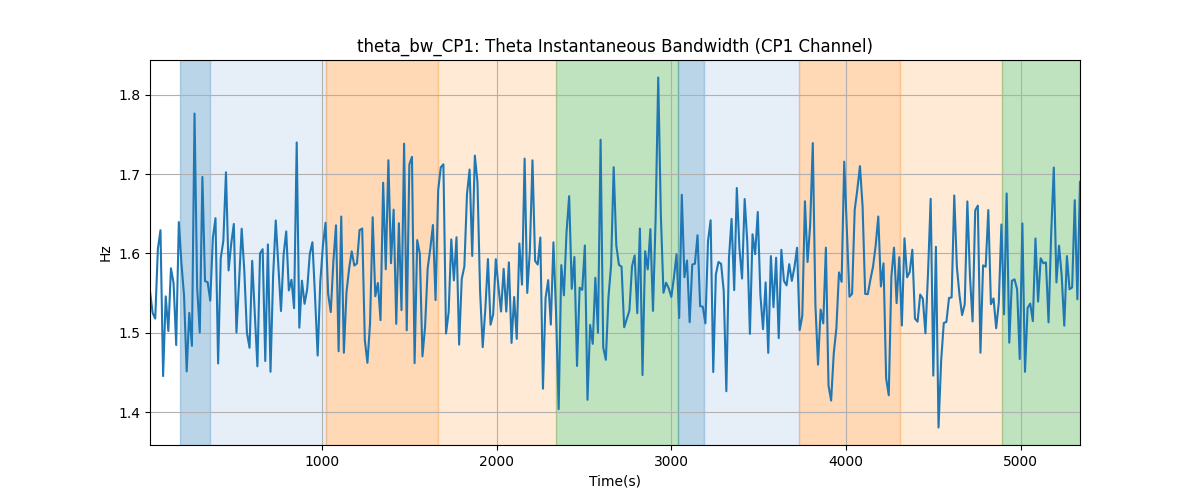 theta_bw_CP1: Theta Instantaneous Bandwidth (CP1 Channel)
1.8
1.7
1.6
1.5
1.4
Hz
1000 2000 3000 4000 5000
Time(s)